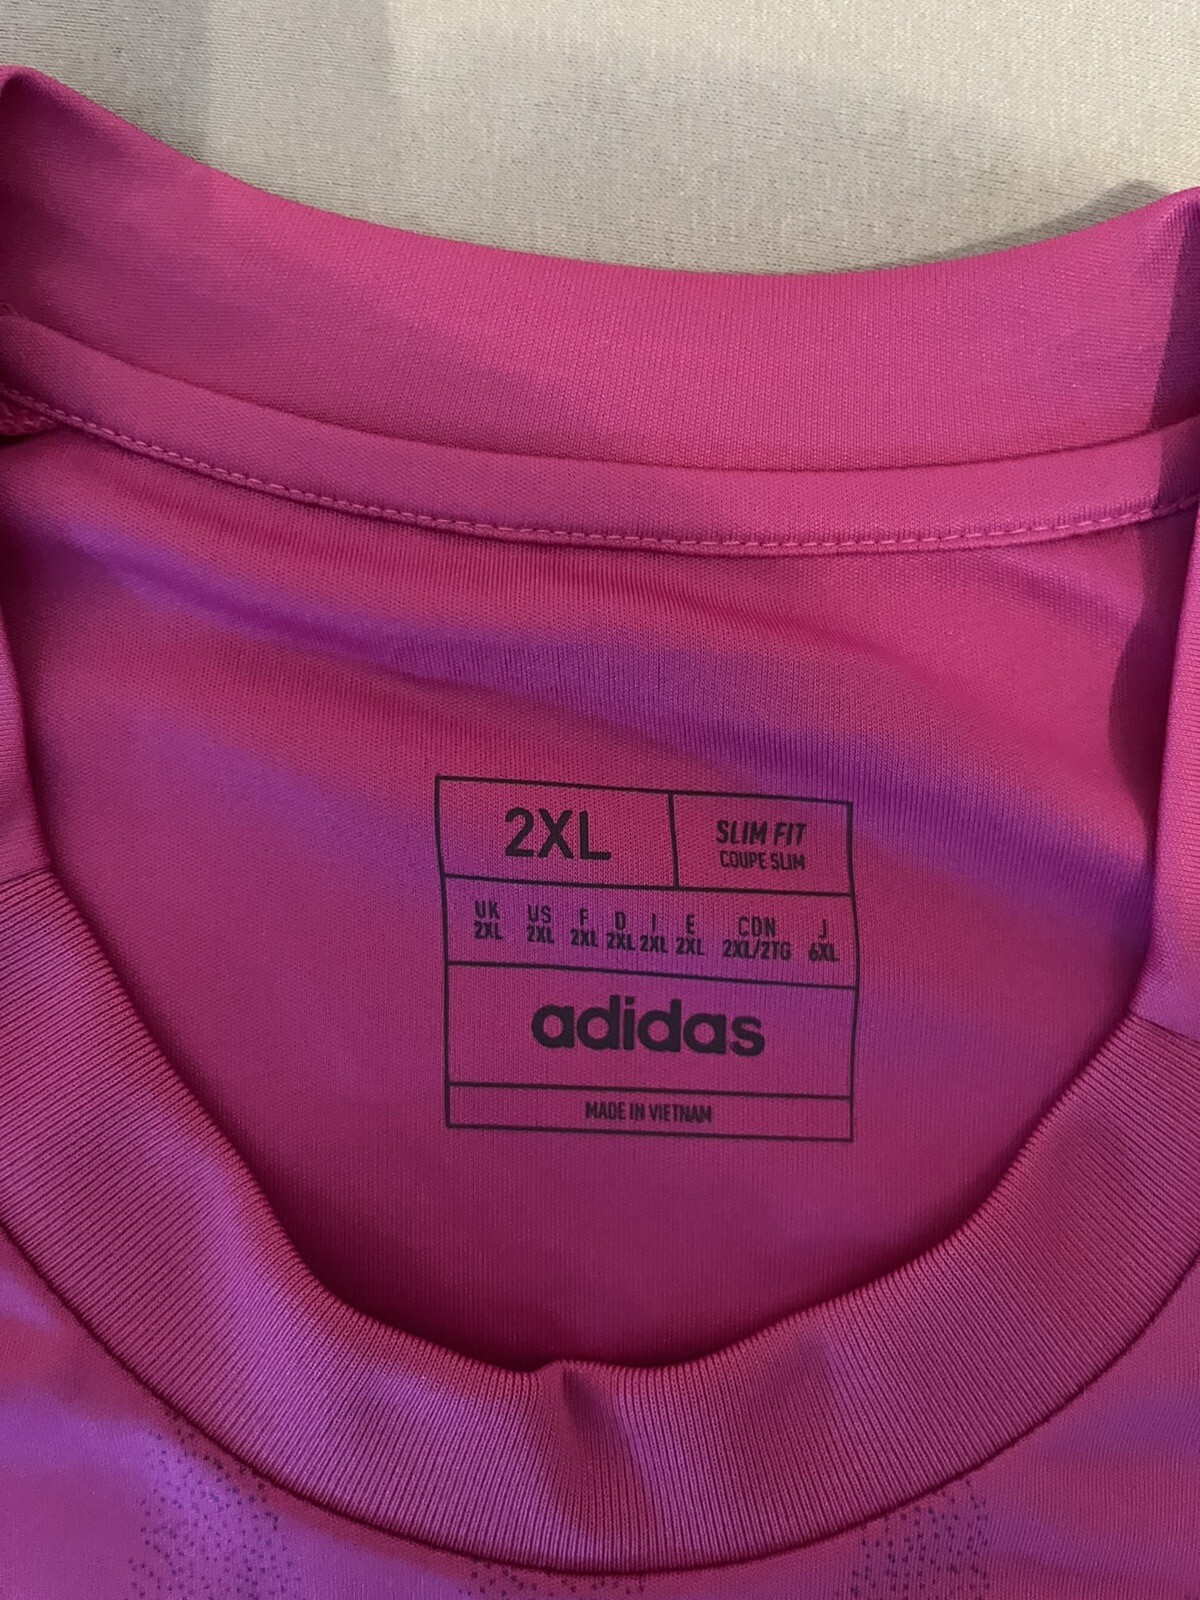 2XL
SLIM FIT
COUPE SLIM
UK US F D I E CDN J
2XL 2XL 2XL 2XL 2XL 2XL 2XL/2TG 6XL
adidas
MADE IN VIETNAM